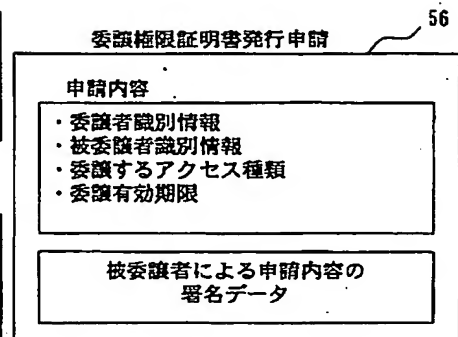 56
委譲権限証明書発行申請
申請内容
・委譲者識別情報
・被委譲者識別情報
・委譲するアクセス種類
・委譲有効期限
被委譲者による申請内容の
署名データ